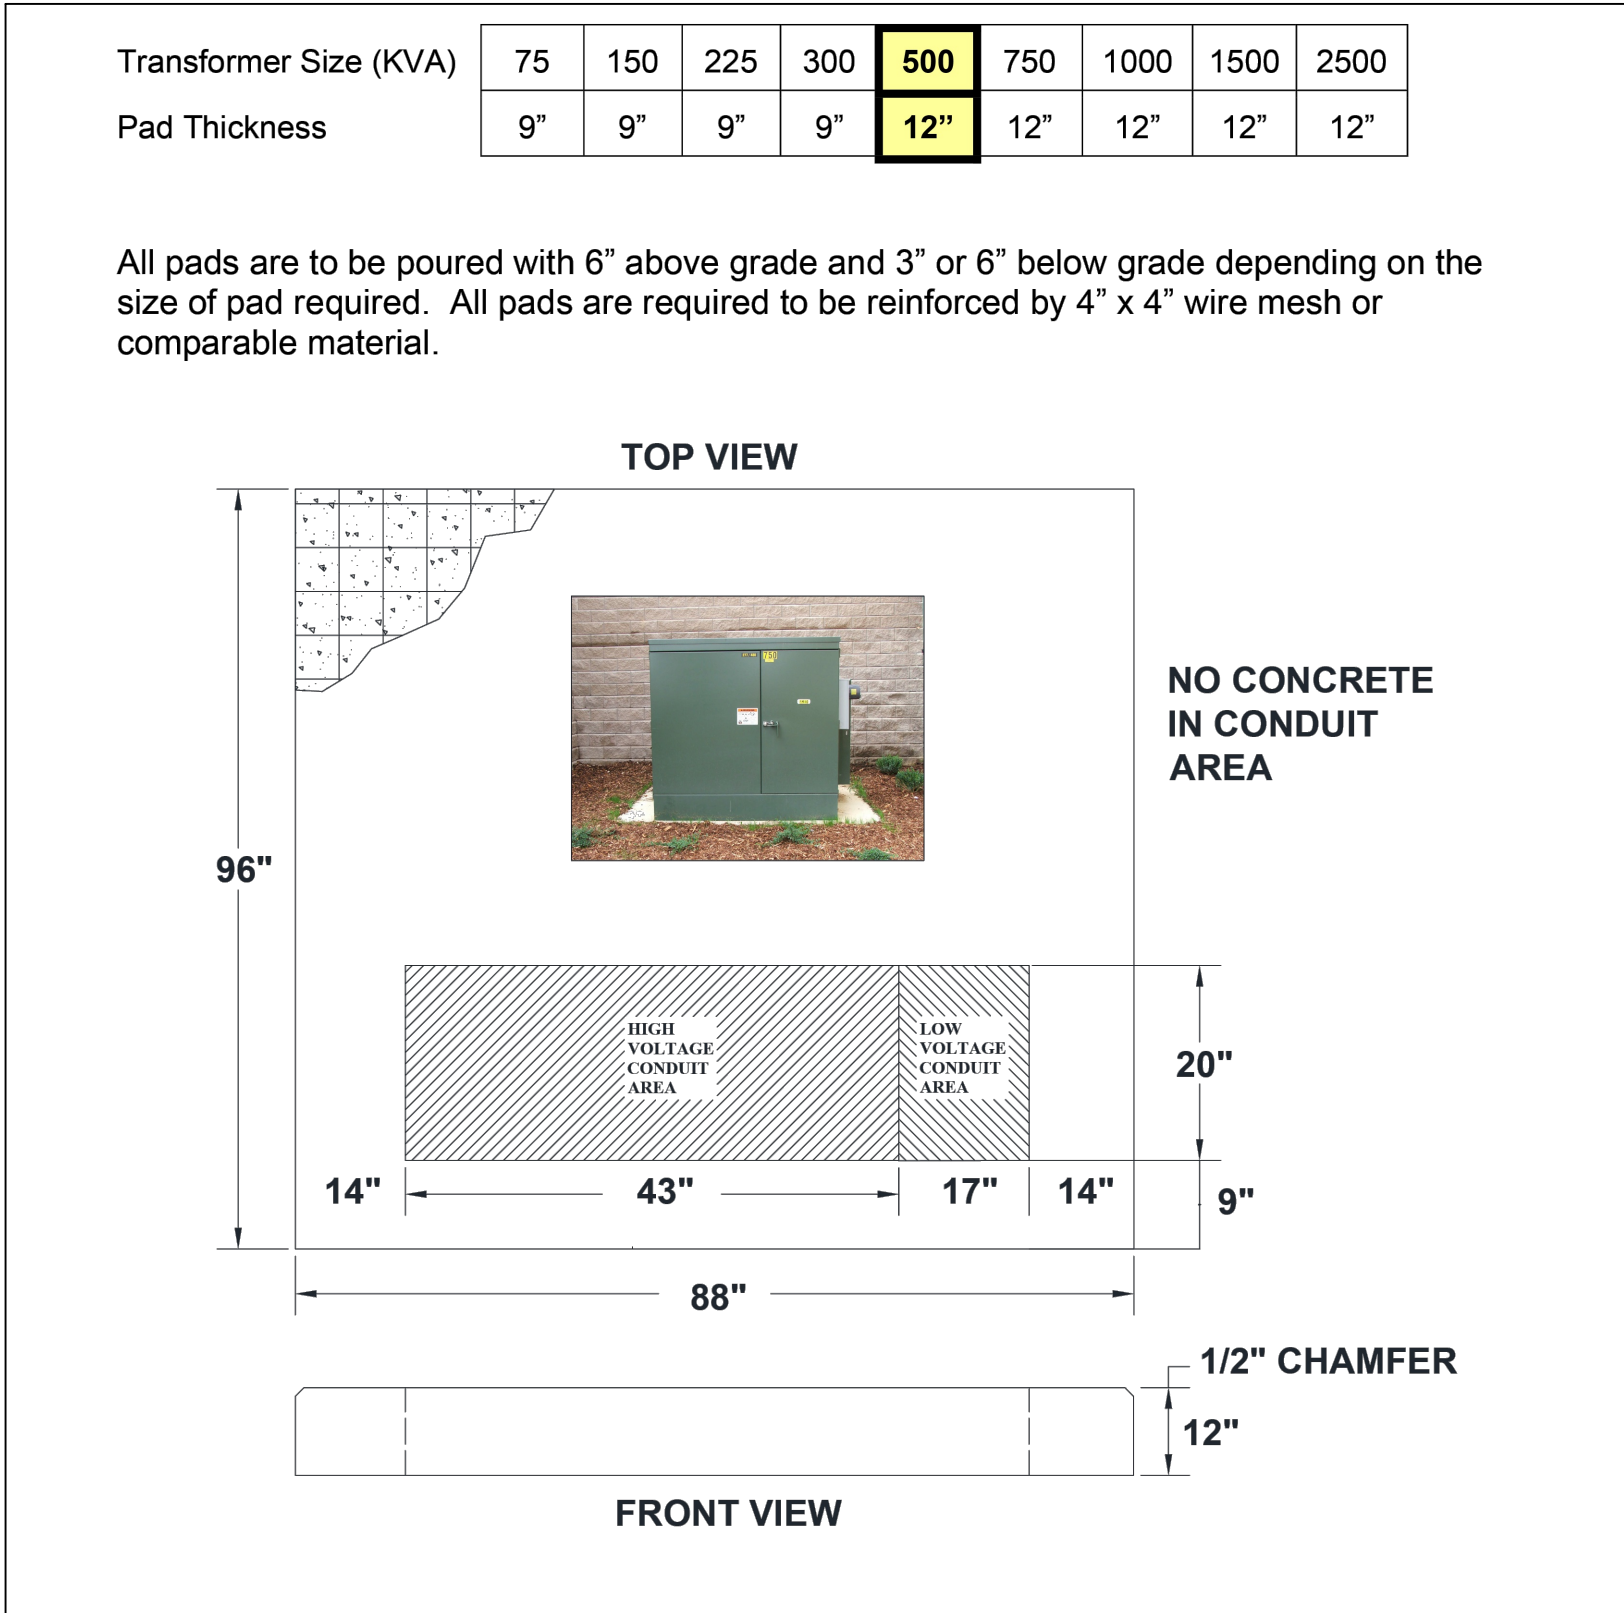 Transformer Size (KVA) 75 150 225 300 500 750 1000 1500 2500
Pad Thickness 9” 9” 9” 9” 12” 12” 12” 12” 12”
All pads are to be poured with 6” above grade and 3” or 6” below grade depending on the
size of pad required.  All pads are required to be reinforced by 4” x 4” wire mesh or
comparable material.
TOP VIEW
750
NO CONCRETE
IN CONDUIT
AREA
96"
HIGH
VOLTAGE
CONDUIT
AREA
LOW
VOLTAGE
CONDUIT
AREA
20"
14" 43" 17" 14" 9"
88"
1/2" CHAMFER
12"
FRONT VIEW